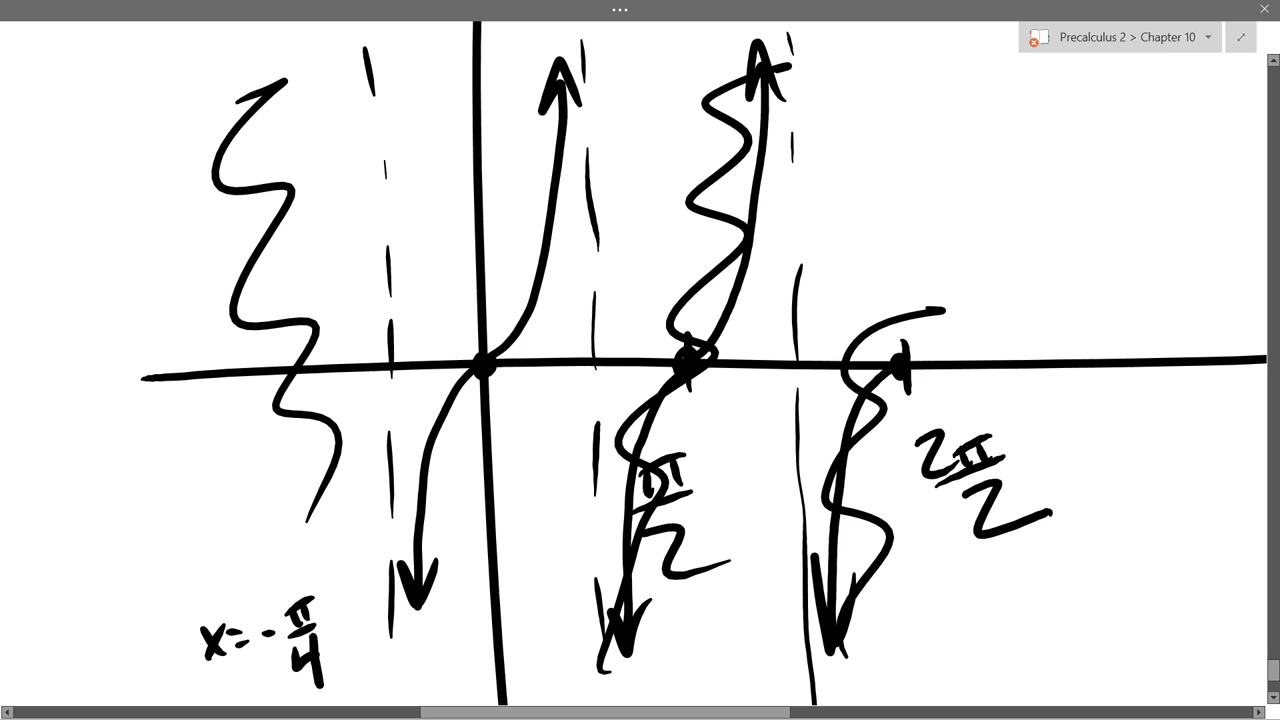 Precalculus 2 > Chapter 10
π/2
2π/2
x = -π/4